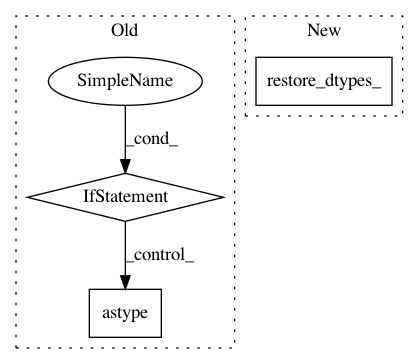 Old
New
SimpleName
restore_dtypes_
_cond_
IfStatement
_control_
astype